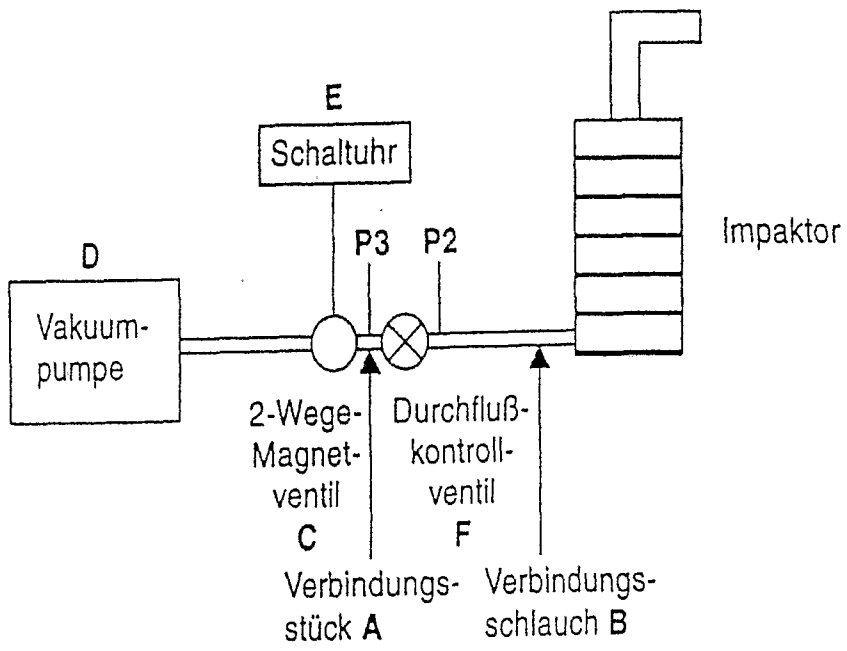 E
Schaltuhr
P3
P2
Impaktor
D
Vakuum-
pumpe
2-Wege-
Magnet-
ventil
C
Durchfluß-
kontroll-
ventil
F
Verbindungs-
stück A
Verbindungs-
schlauch B